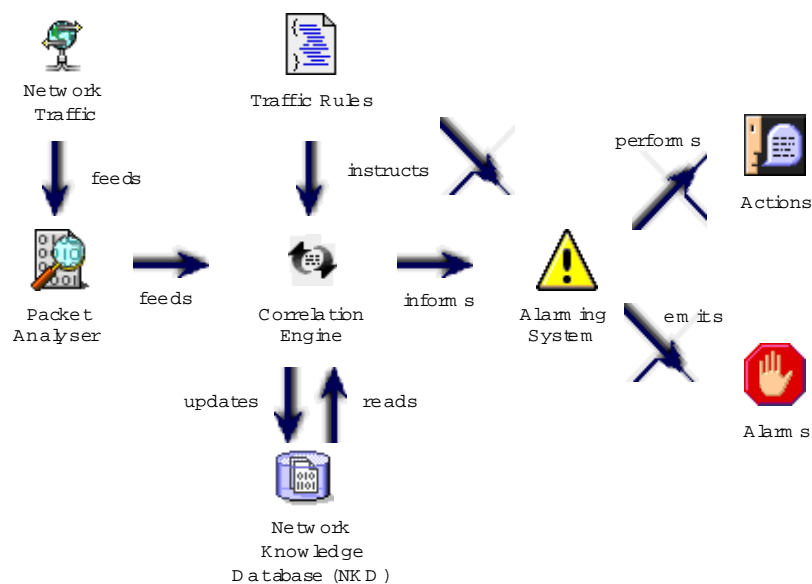 Network
Traffic
Traffic Rules
feeds
instructs
performs
Actions
Packet
Analyser
feeds
Correlation
Engine
informs
Alarming
System
emits
Alarms
updates
reads
Network
Knowledge
Database (NKD)